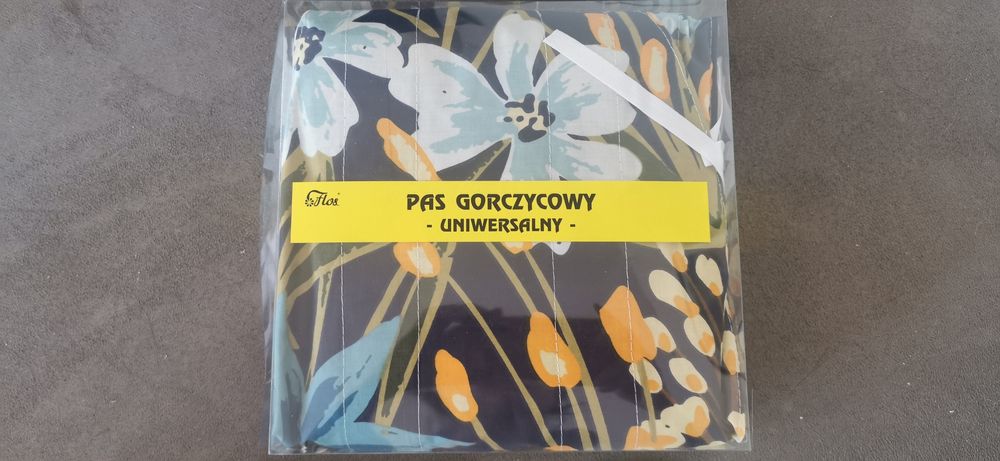 Flos
PAS GORCZYCOWY
- UNIWERSALNY -